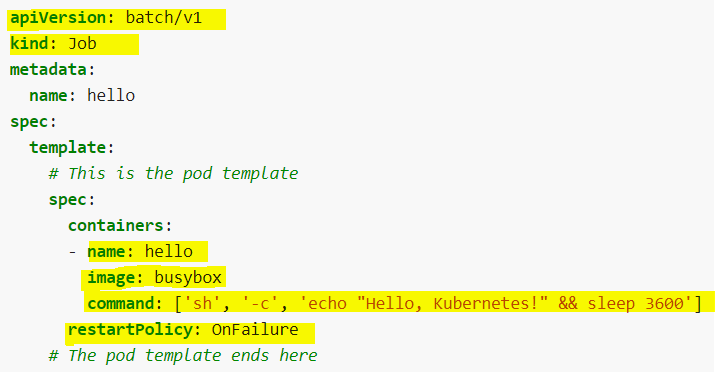 apiVersion: batch/v1
kind: Job
metadata:
  name: hello
spec:
  template:
    # This is the pod template
    spec:
      containers:
      - name: hello
        image: busybox
        command: ['sh', '-c', 'echo "Hello, Kubernetes!" && sleep 3600']
      restartPolicy: OnFailure
    # The pod template ends here